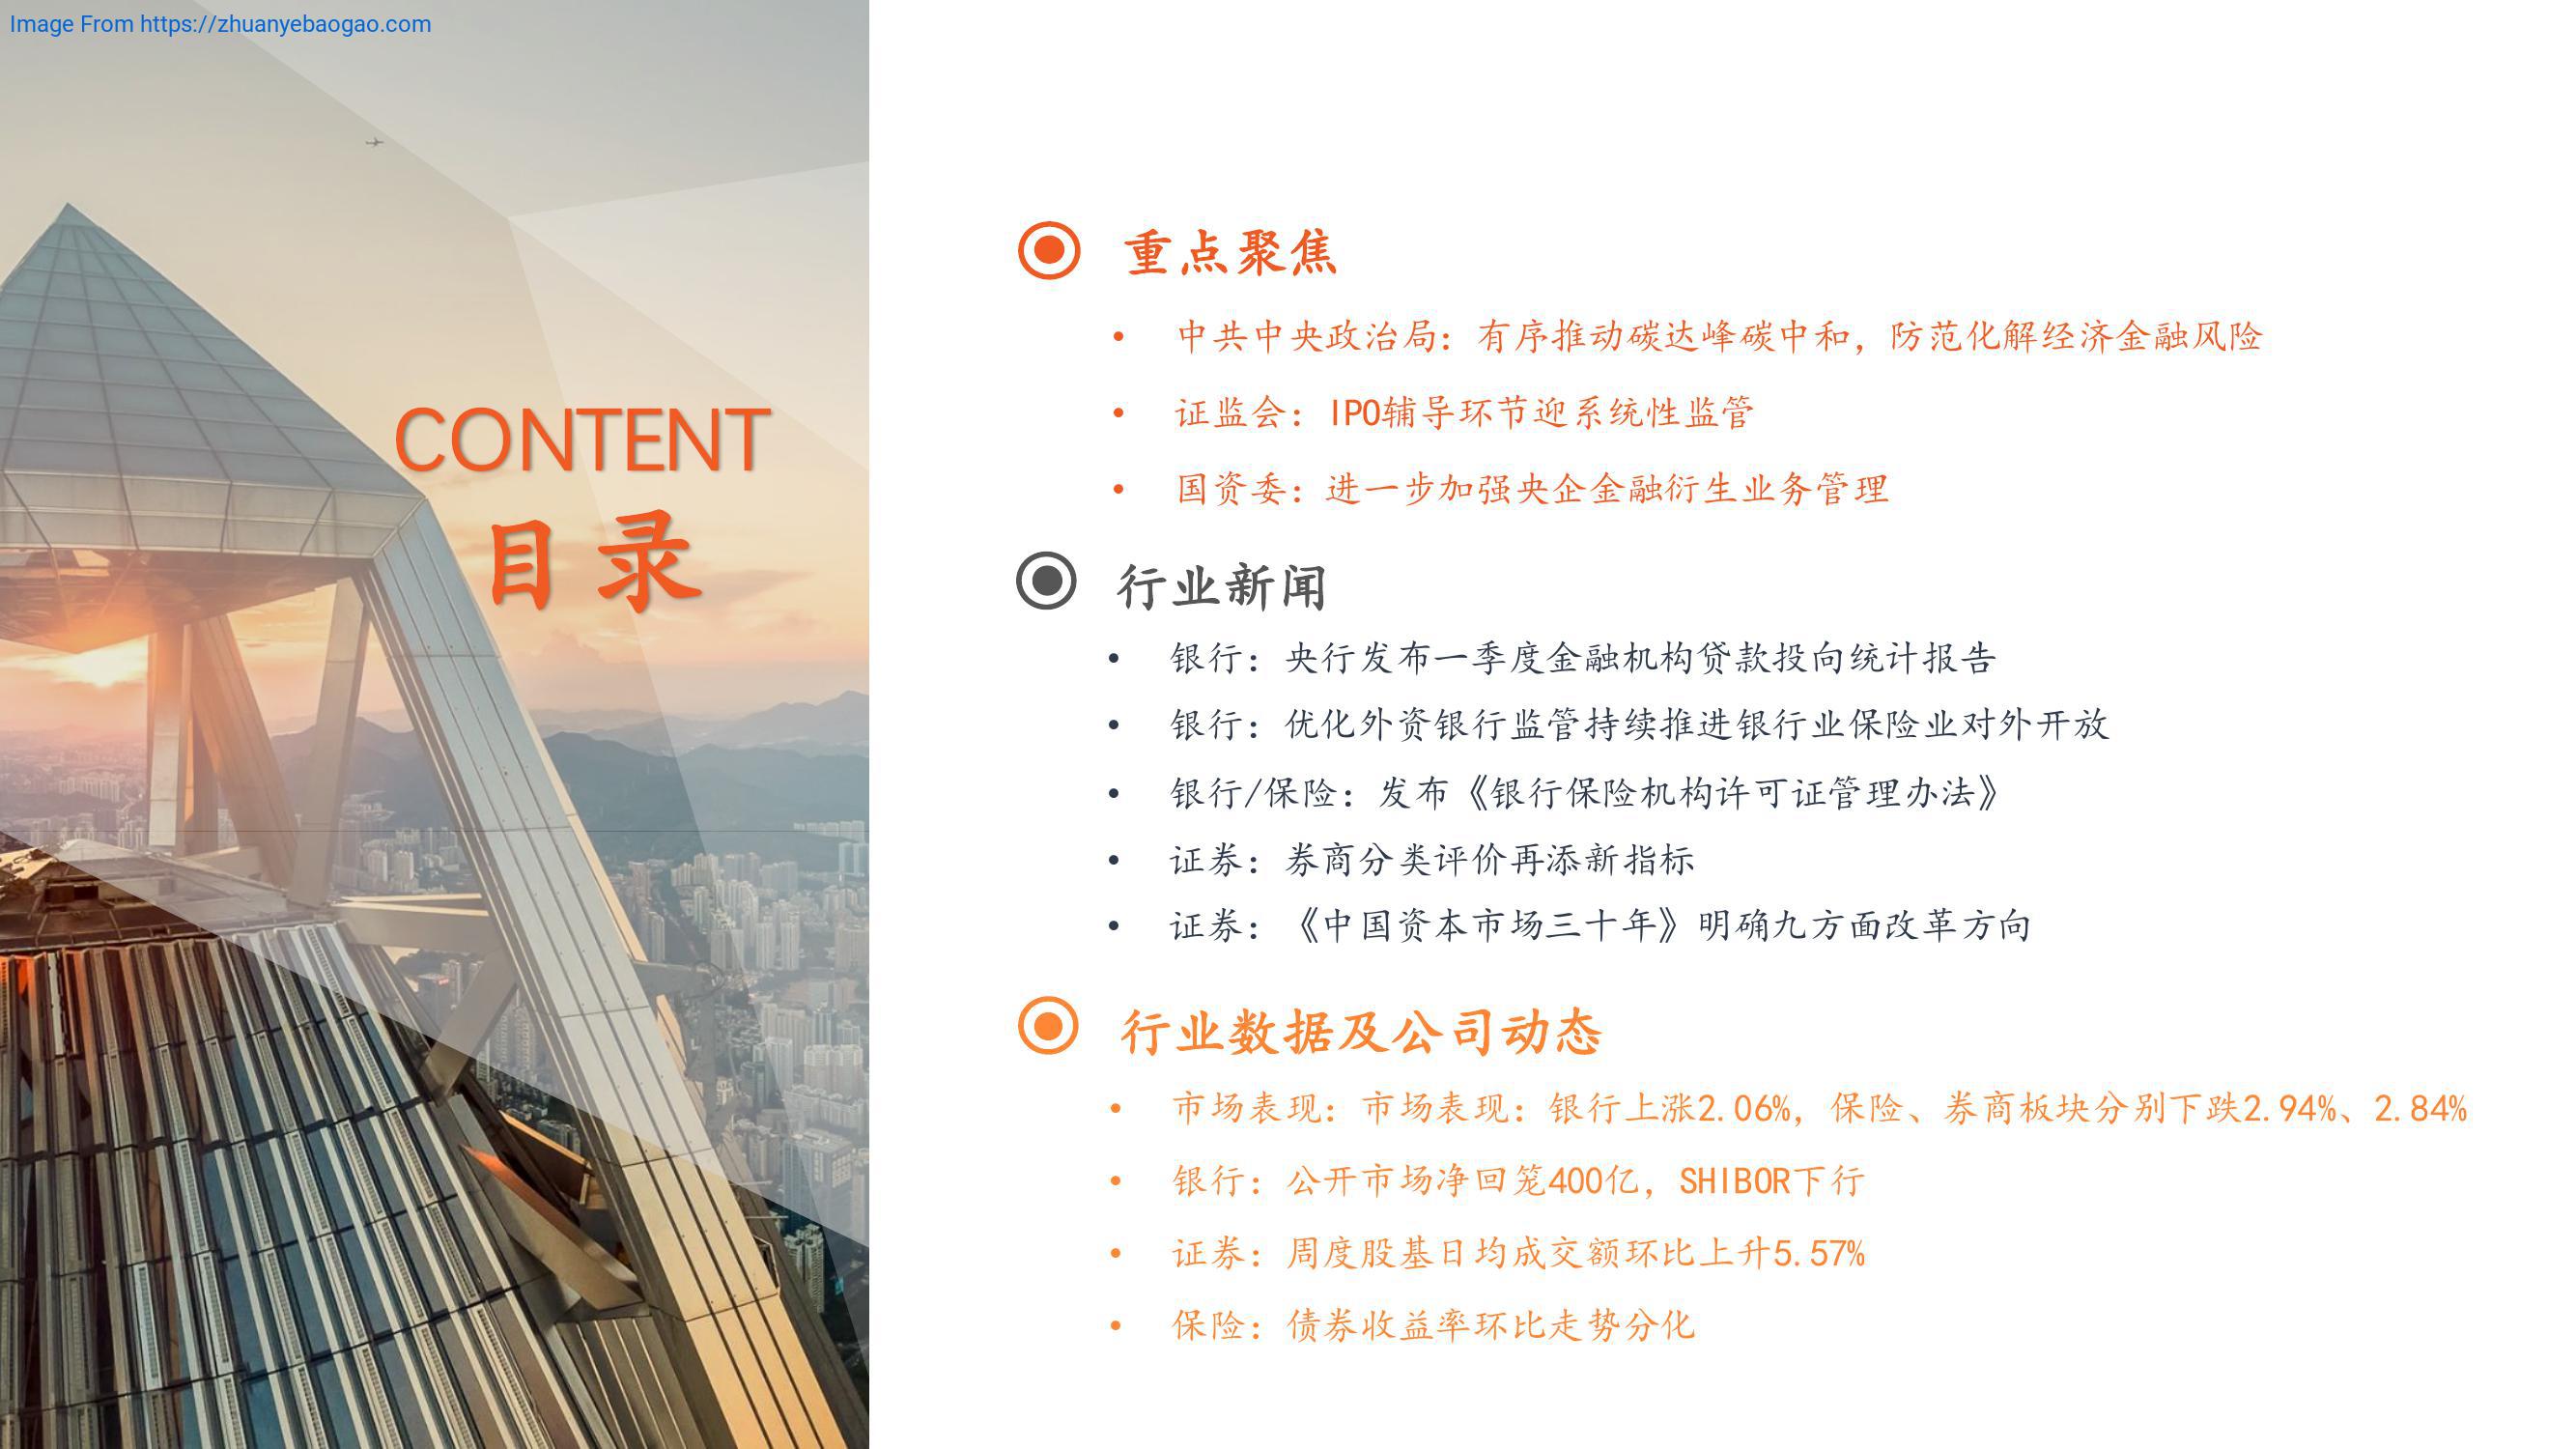 Image From https://zhuanyebaogao.com
CONTENT
目录
重点聚焦
• 中共中央政治局：有序推动碳达峰碳中和，防范化解经济金融风险
• 证监会：IPO辅导环节迎系统性监管
• 国资委：进一步加强央企金融衍生业务管理
行业新闻
• 银行：央行发布一季度金融机构贷款投向统计报告
• 银行：优化外资银行监管持续推进银行业保险业对外开放
• 银行/保险：发布《银行保险机构许可证管理办法》
• 证券：券商分类评价再添新指标
• 证券：《中国资本市场三十年》明确九方面改革方向
行业数据及公司动态
• 市场表现：市场表现：银行上涨2.06%，保险、券商板块分别下跌2.94%、2.84%
• 银行：公开市场净回笼400亿，SHIBOR下行
• 证券：周度股基日均成交额环比上升5.57%
• 保险：债券收益率环比走势分化